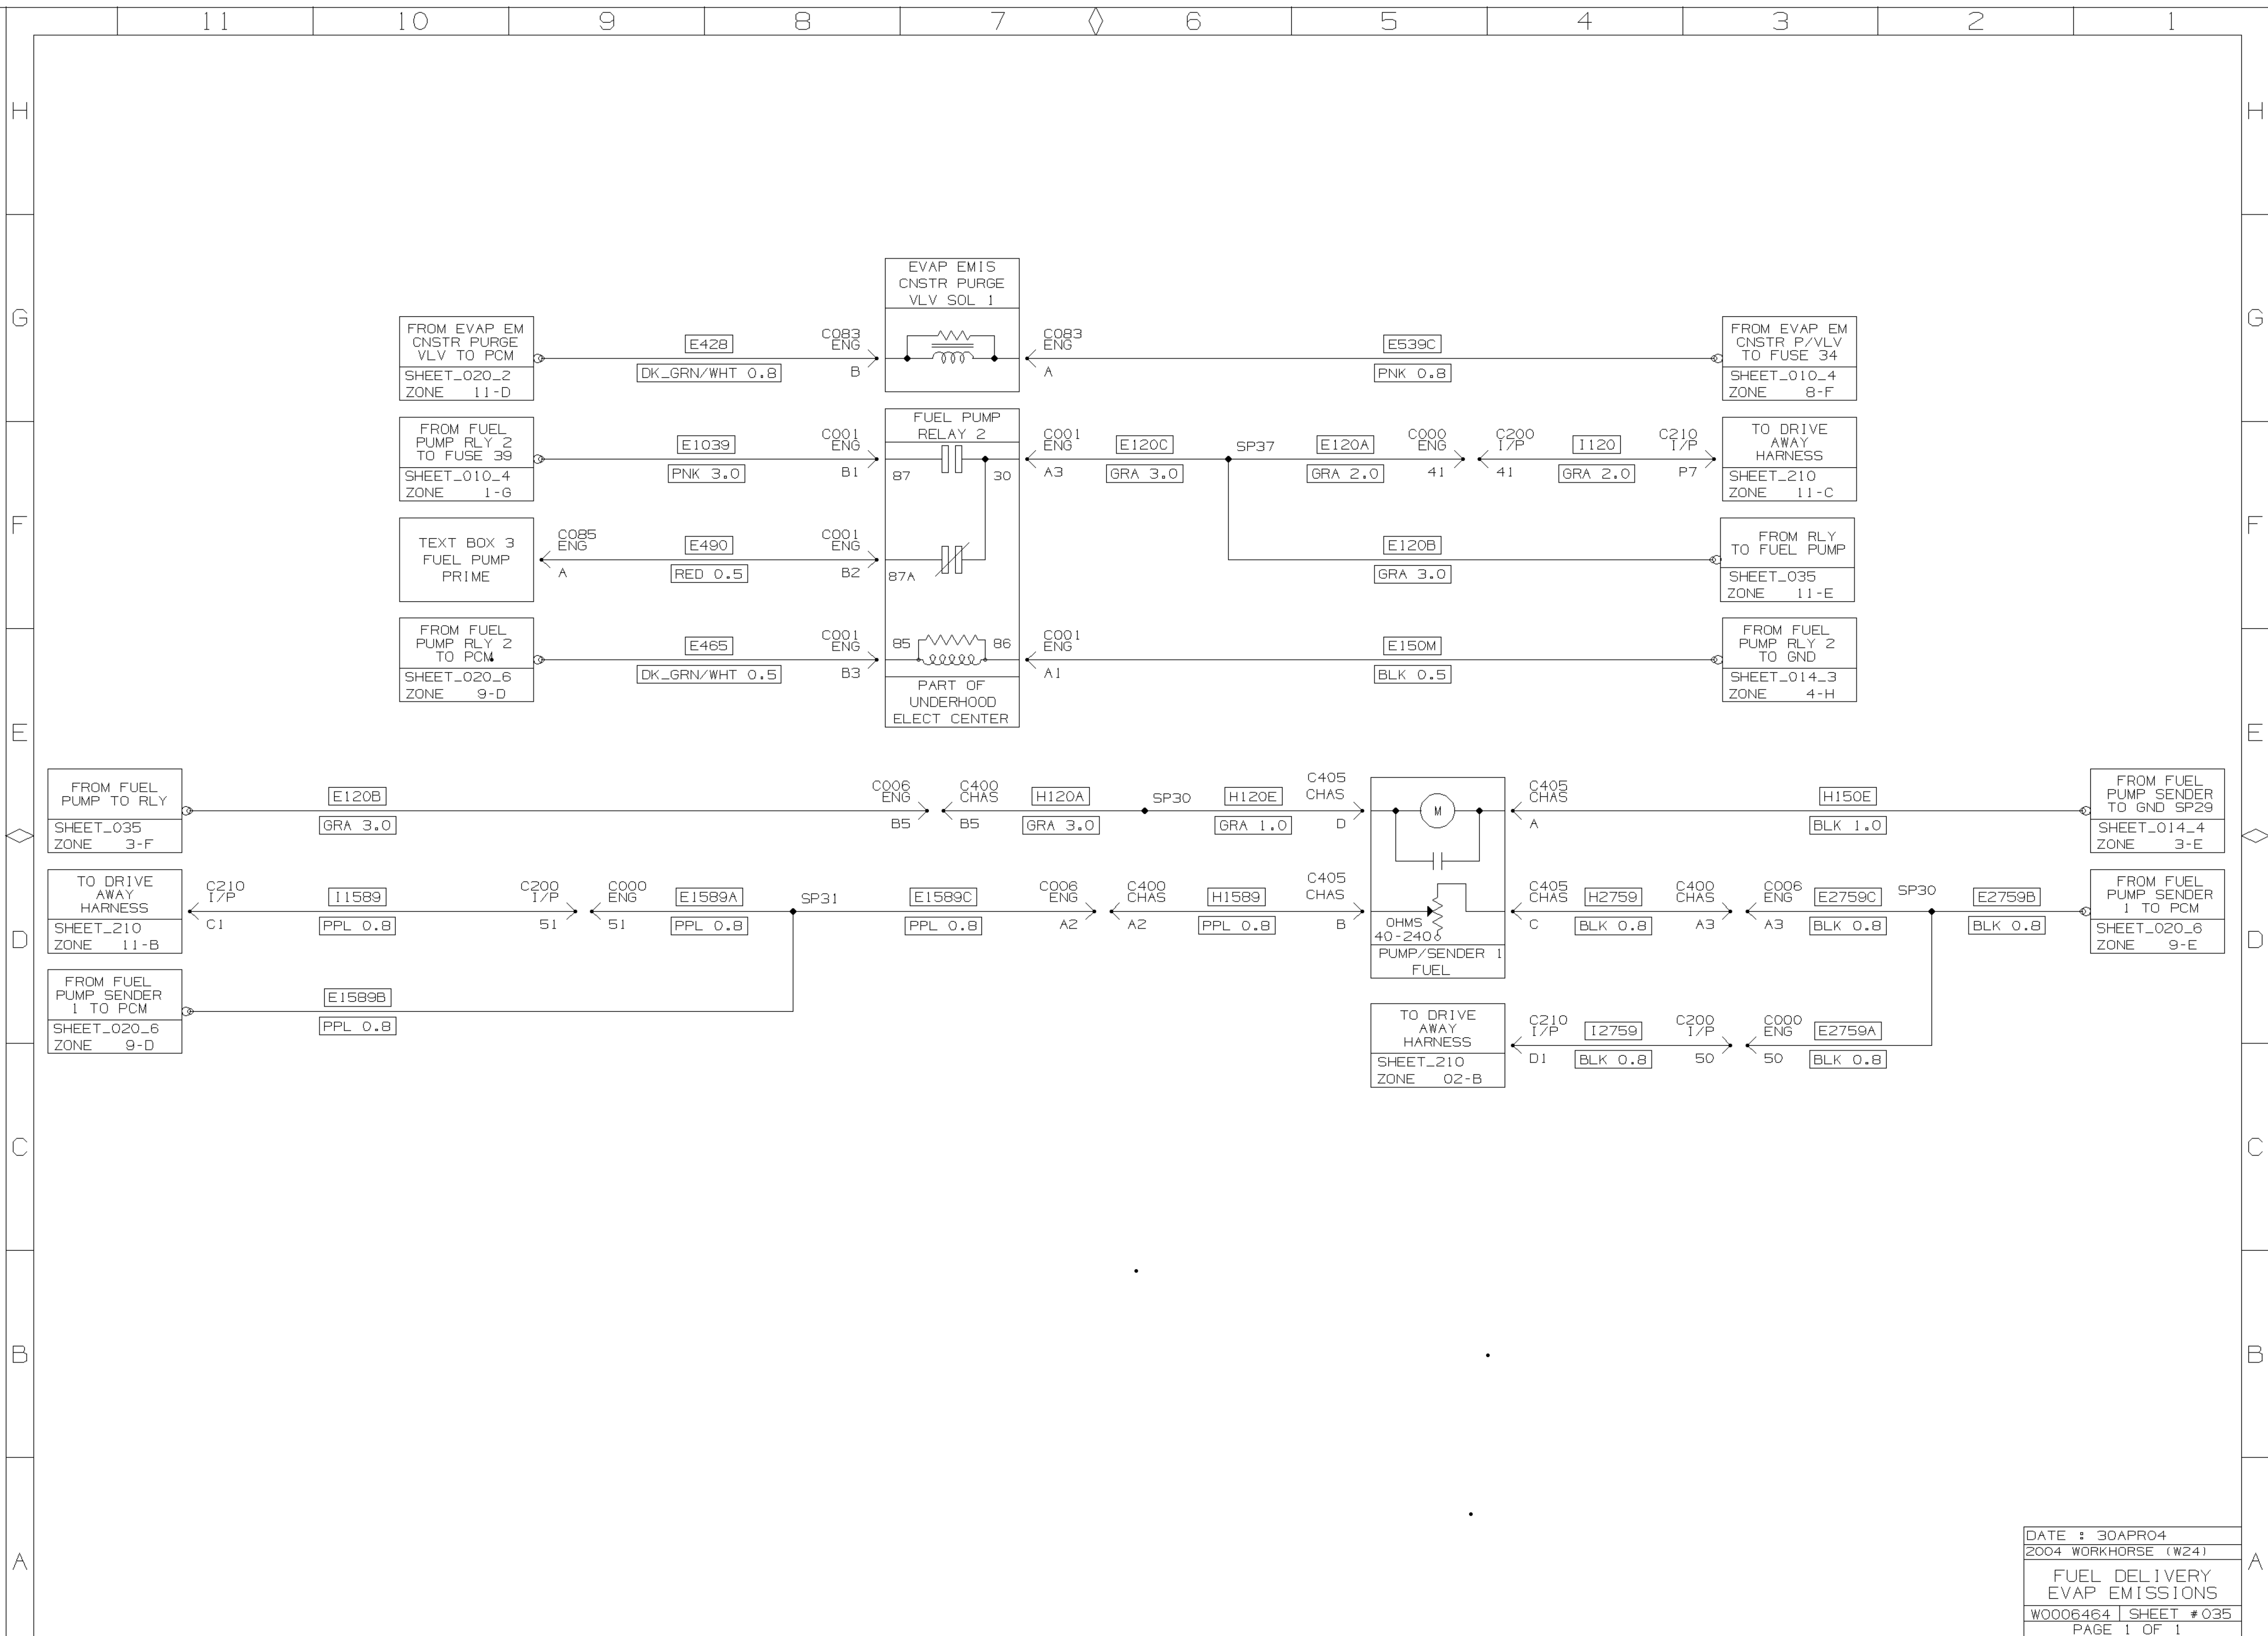 11 10 9 8 7 6 5 4 3 2 1
H H
G G
F F
E E
D D
C C
B B
A A
EVAP EMIS
CNSTR PURGE
VLV SOL 1
FROM EVAP EM
CNSTR PURGE
VLV TO PCM
SHEET_020_2
ZONE 11-D
E428
DK_GRN/WHT 0.8
C083
ENG
B
C083
ENG
A
E539C
PNK 0.8
FROM EVAP EM
CNSTR P/VLV
TO FUSE 34
SHEET_010_4
ZONE 8-F
FROM FUEL
PUMP RLY 2
TO FUSE 39
SHEET_010_4
ZONE 1-G
E1039
PNK 3.0
C001
ENG
B1
FUEL PUMP
RELAY 2
87 30
C001
ENG
A3
E120C
GRA 3.0
SP37
E120A
GRA 2.0
C000
ENG
41
C200
I/P
41
I120
GRA 2.0
C210
I/P
P7
TO DRIVE
AWAY
HARNESS
SHEET_210
ZONE 11-C
TEXT BOX 3
FUEL PUMP
PRIME
C085
ENG
A
E490
RED 0.5
C001
ENG
B2
87A
E120B
GRA 3.0
FROM RLY
TO FUEL PUMP
SHEET_035
ZONE 11-E
FROM FUEL
PUMP RLY 2
TO PCM
SHEET_020_6
ZONE 9-D
E465
DK_GRN/WHT 0.5
C001
ENG
B3
85 86
PART OF
UNDERHOOD
ELECT CENTER
C001
ENG
A1
E150M
BLK 0.5
FROM FUEL
PUMP RLY 2
TO GND
SHEET_014_3
ZONE 4-H
FROM FUEL
PUMP TO RLY
SHEET_035
ZONE 3-F
E120B
GRA 3.0
C006
ENG
B5
C400
CHAS
B5
H120A
GRA 3.0
SP30
H120E
GRA 1.0
C405
CHAS
D
M
C405
CHAS
A
H150E
BLK 1.0
FROM FUEL
PUMP SENDER
TO GND SP29
SHEET_014_4
ZONE 3-E
TO DRIVE
AWAY
HARNESS
SHEET_210
ZONE 11-B
C210
I/P
C1
I1589
PPL 0.8
C200
I/P
51
C000
ENG
51
E1589A
PPL 0.8
SP31
E1589C
PPL 0.8
C006
ENG
A2
C400
CHAS
A2
H1589
PPL 0.8
C405
CHAS
B
OHMS
40-240
PUMP/SENDER 1
FUEL
C405
CHAS
C
H2759
BLK 0.8
C400
CHAS
A3
C006
ENG
A3
E2759C
BLK 0.8
SP30
E2759B
BLK 0.8
FROM FUEL
PUMP SENDER
1 TO PCM
SHEET_020_6
ZONE 9-E
FROM FUEL
PUMP SENDER
1 TO PCM
SHEET_020_6
ZONE 9-D
E1589B
PPL 0.8
TO DRIVE
AWAY
HARNESS
SHEET_210
ZONE 02-B
C210
I/P
D1
I2759
BLK 0.8
C200
I/P
50
C000
ENG
50
E2759A
BLK 0.8
DATE : 30APR04
2004 WORKHORSE (W24)
FUEL DELIVERY
EVAP EMISSIONS
W0006464 SHEET #035
PAGE 1 OF 1